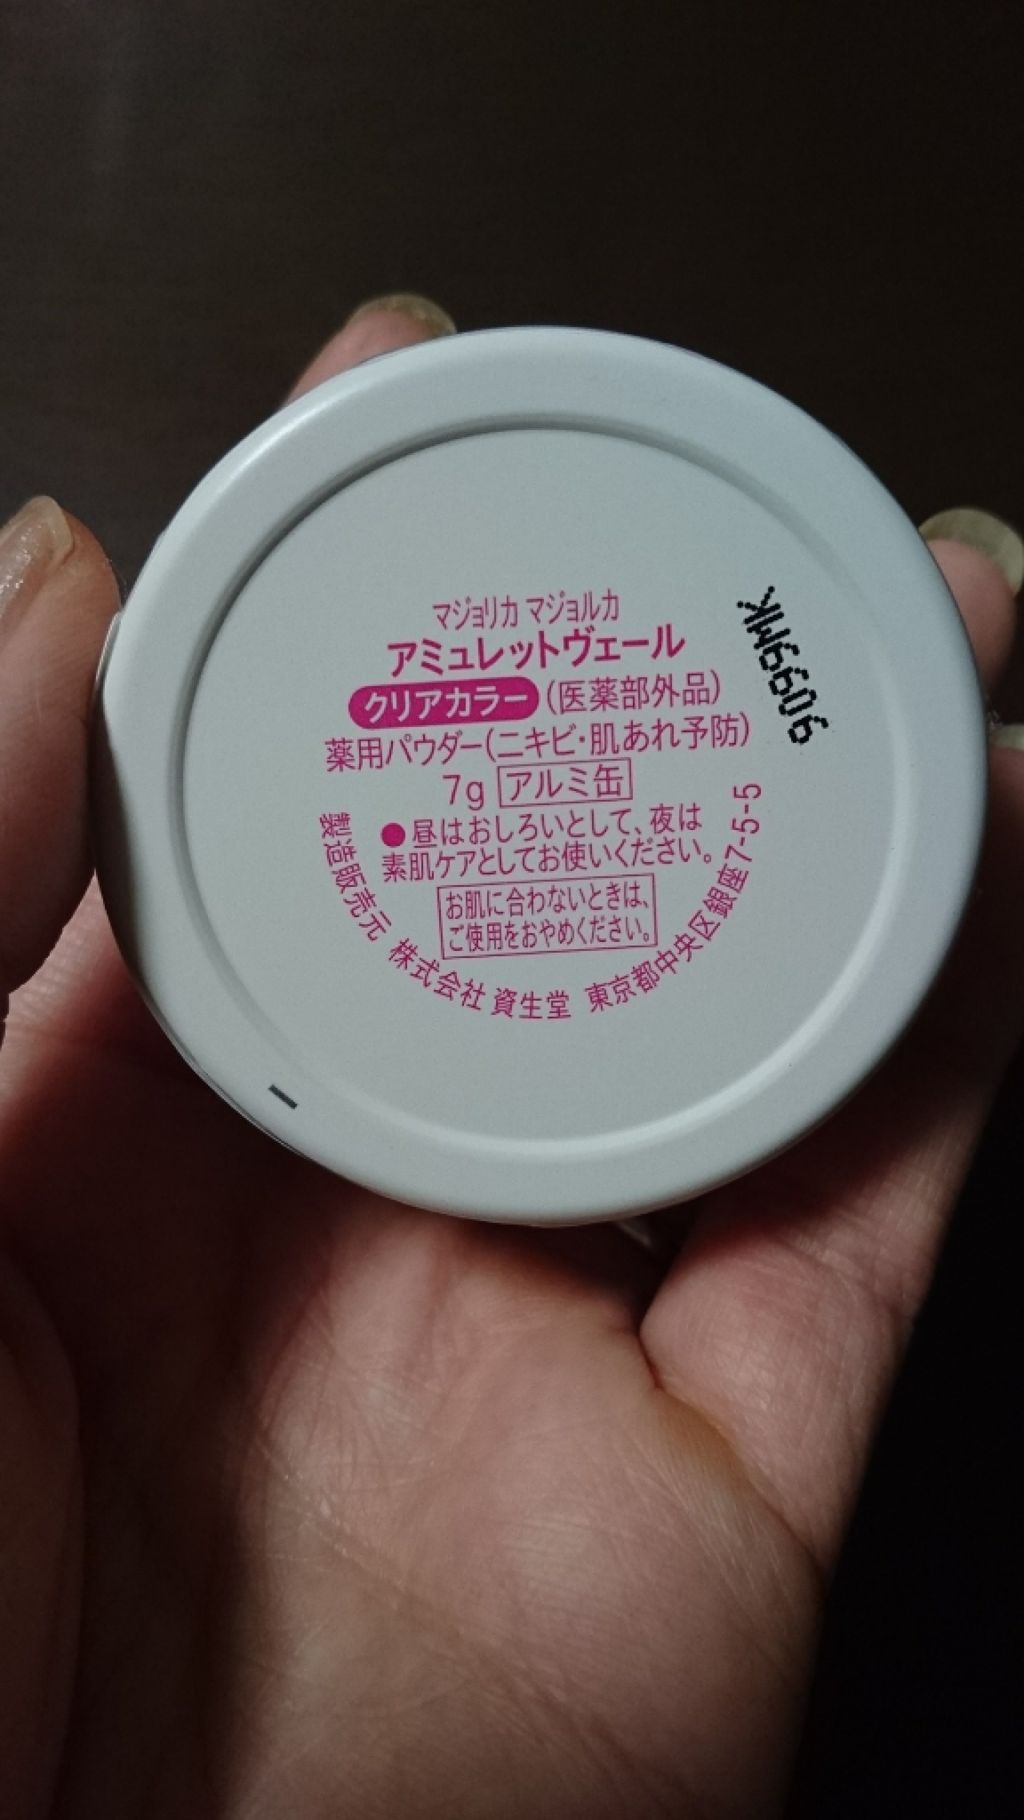 マジョリカ マジョルカ
アミュレットヴェール
クリアカラー (医薬部外品)
薬用パウダー(ニキビ・肌あれ予防)
7g アルミ缶
●昼はおしろいとして、夜は
素肌ケアとしてお使いください。
お肌に合わないときは、
ご使用をおやめください。
製造販売元 株式会社 資生堂 東京都中央区銀座7-5-5